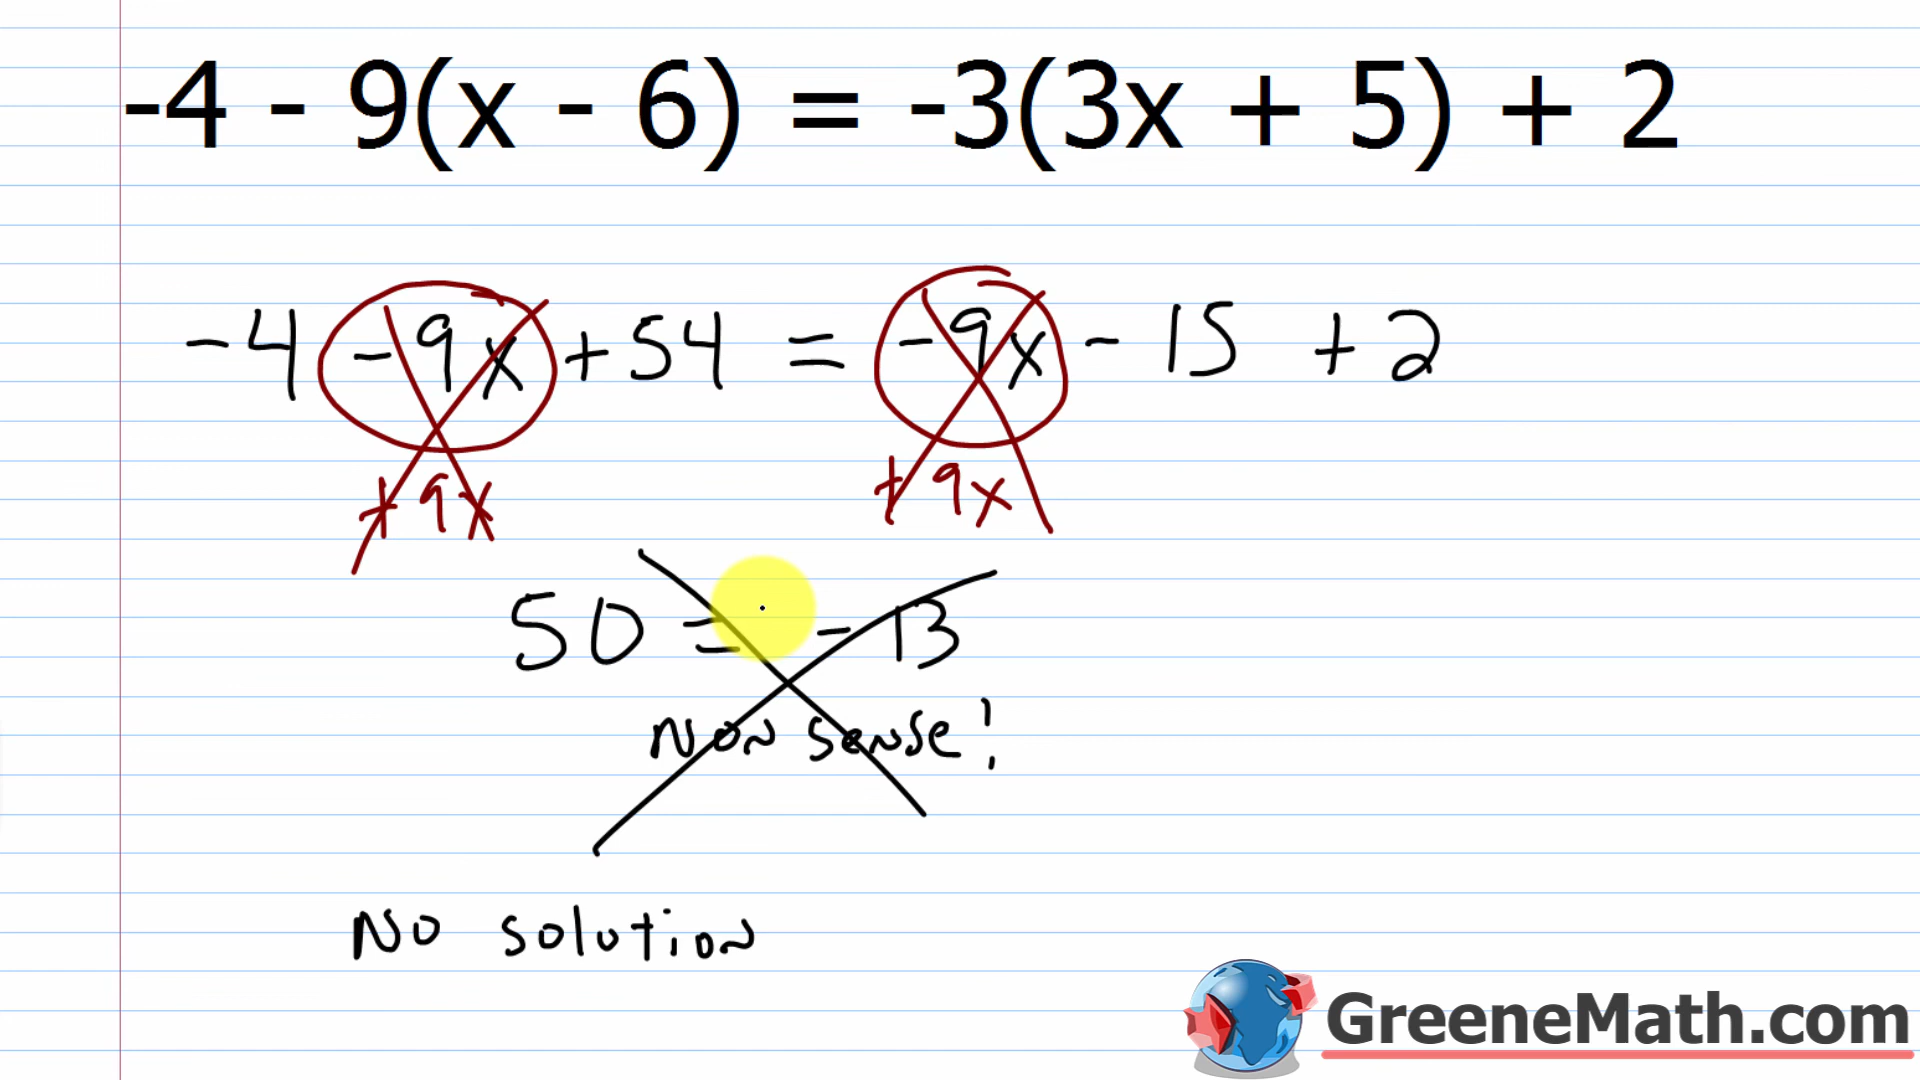 -4 - 9(x - 6) = -3(3x + 5) + 2
-4 -9x +54 = -9x - 15 +2
+9x +9x
50 = -13
Non sense!
No solution
GreeneMath.com